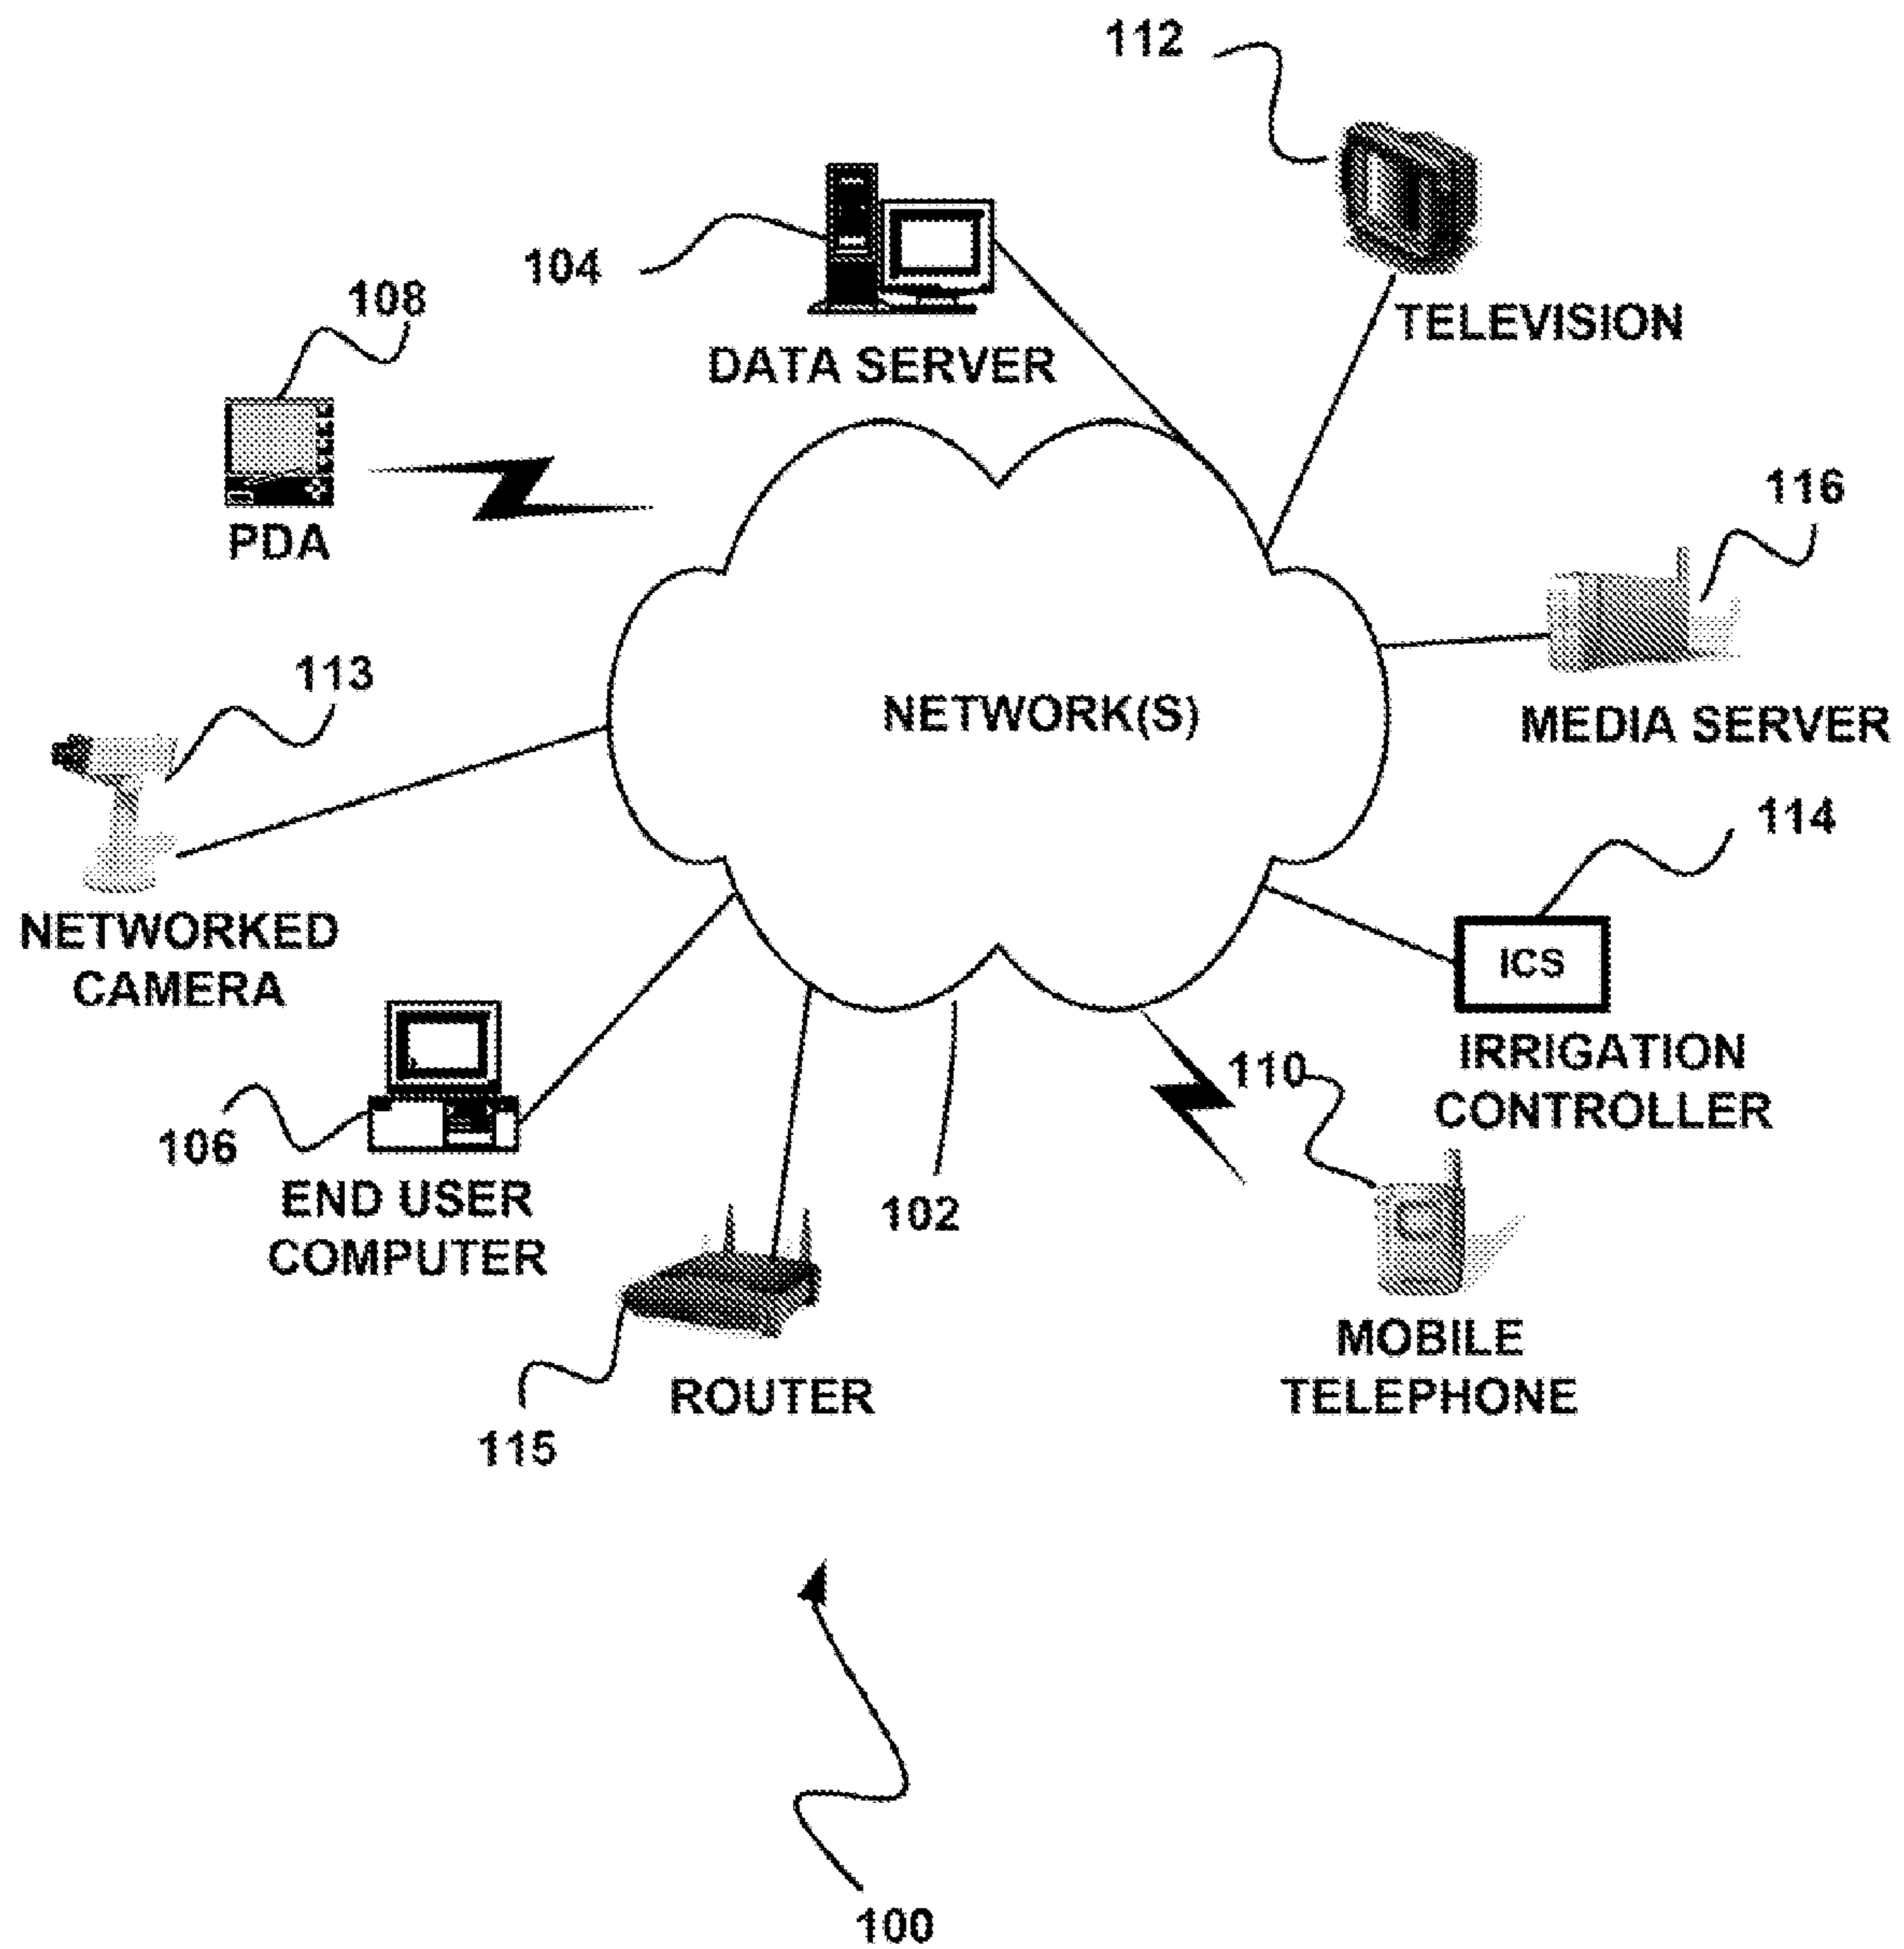 112
104
108
DATA SERVER
TELEVISION
PDA
116
113
NETWORK(S)
MEDIA SERVER
114
NETWORKED
CAMERA
ICS
IRRIGATION
CONTROLLER
110
106
END USER
COMPUTER
102
ROUTER
115
MOBILE
TELEPHONE
100